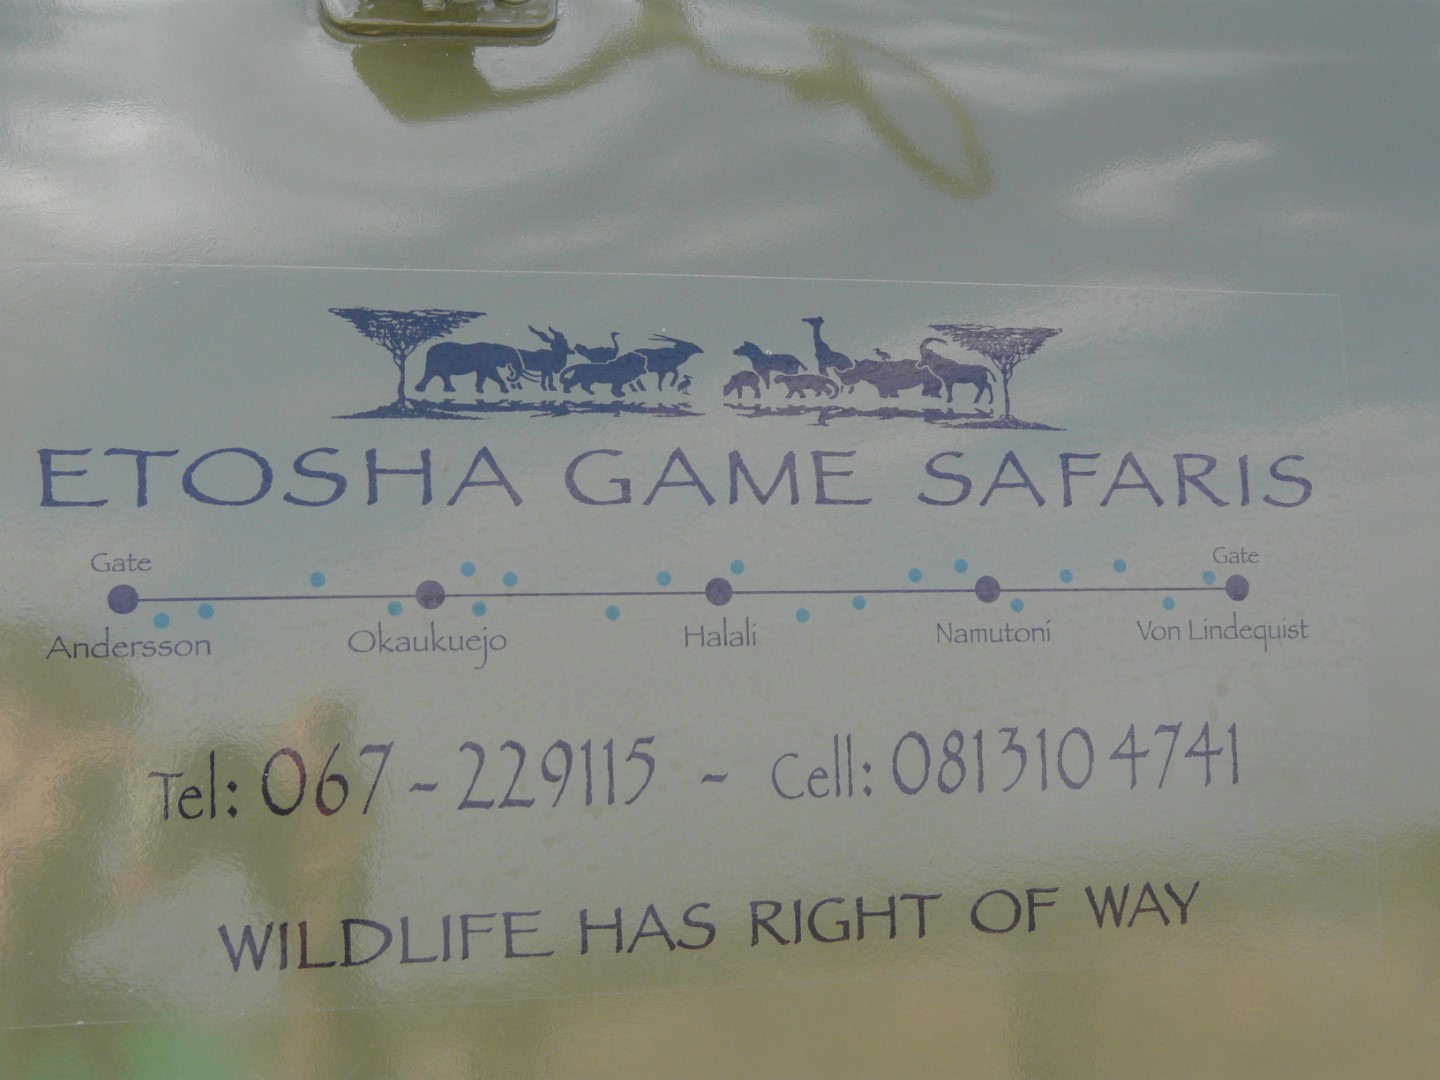 ETOSHA GAME SAFARIS
Gate Gate
Andersson Okaukuejo Halali Namutoni Von Lindequist
Tel: 067 - 229115 - Cell: 081310 4741
WILDLIFE HAS RIGHT OF WAY